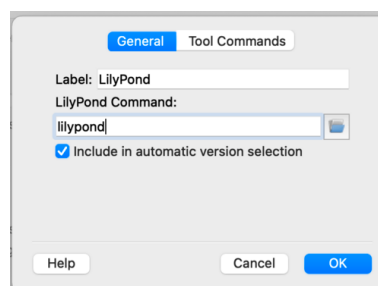 General Tool Commands
Label: LilyPond
LilyPond Command:
lilypond
Include in automatic version selection
Help Cancel OK